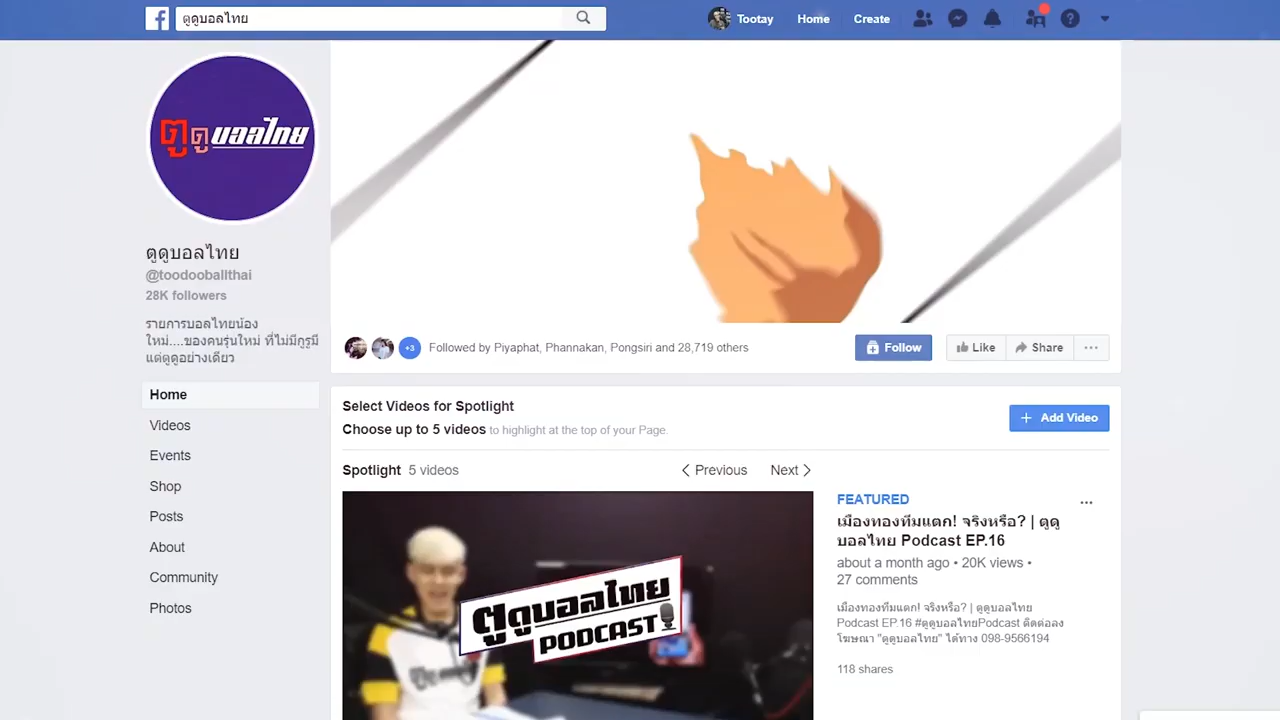 ตูดูบอลไทย
Tootay
Home
Create
ตูดูบอลไทย
ตูดูบอลไทย
@toodooballthai
28K followers
รายการบอลไทยน้อง
ใหม่....ของคนรุ่นใหม่ ที่ไม่มีกูรูมี
แต่ตูดูอย่างเดียว
Home
Videos
Events
Shop
Posts
About
Community
Photos
+3
Followed by Piyaphat, Phannakan, Pongsiri and 28,719 others
Follow
Like
Share
Select Videos for Spotlight
Choose up to 5 videos to highlight at the top of your Page.
+ Add Video
Spotlight 5 videos
Previous
Next
ตูดูบอลไทย
PODCAST
FEATURED
เมืองทองทีมแตก! จริงหรือ? | ตูดู
บอลไทย Podcast EP.16
about a month ago • 20K views •
27 comments
เมืองทองทีมแตก! จริงหรือ? | ตูดูบอลไทย
Podcast EP.16 #ตูดูบอลไทยPodcast ติดต่อลง
โฆษณา "ตูดูบอลไทย" ได้ทาง 098-9566194
118 shares